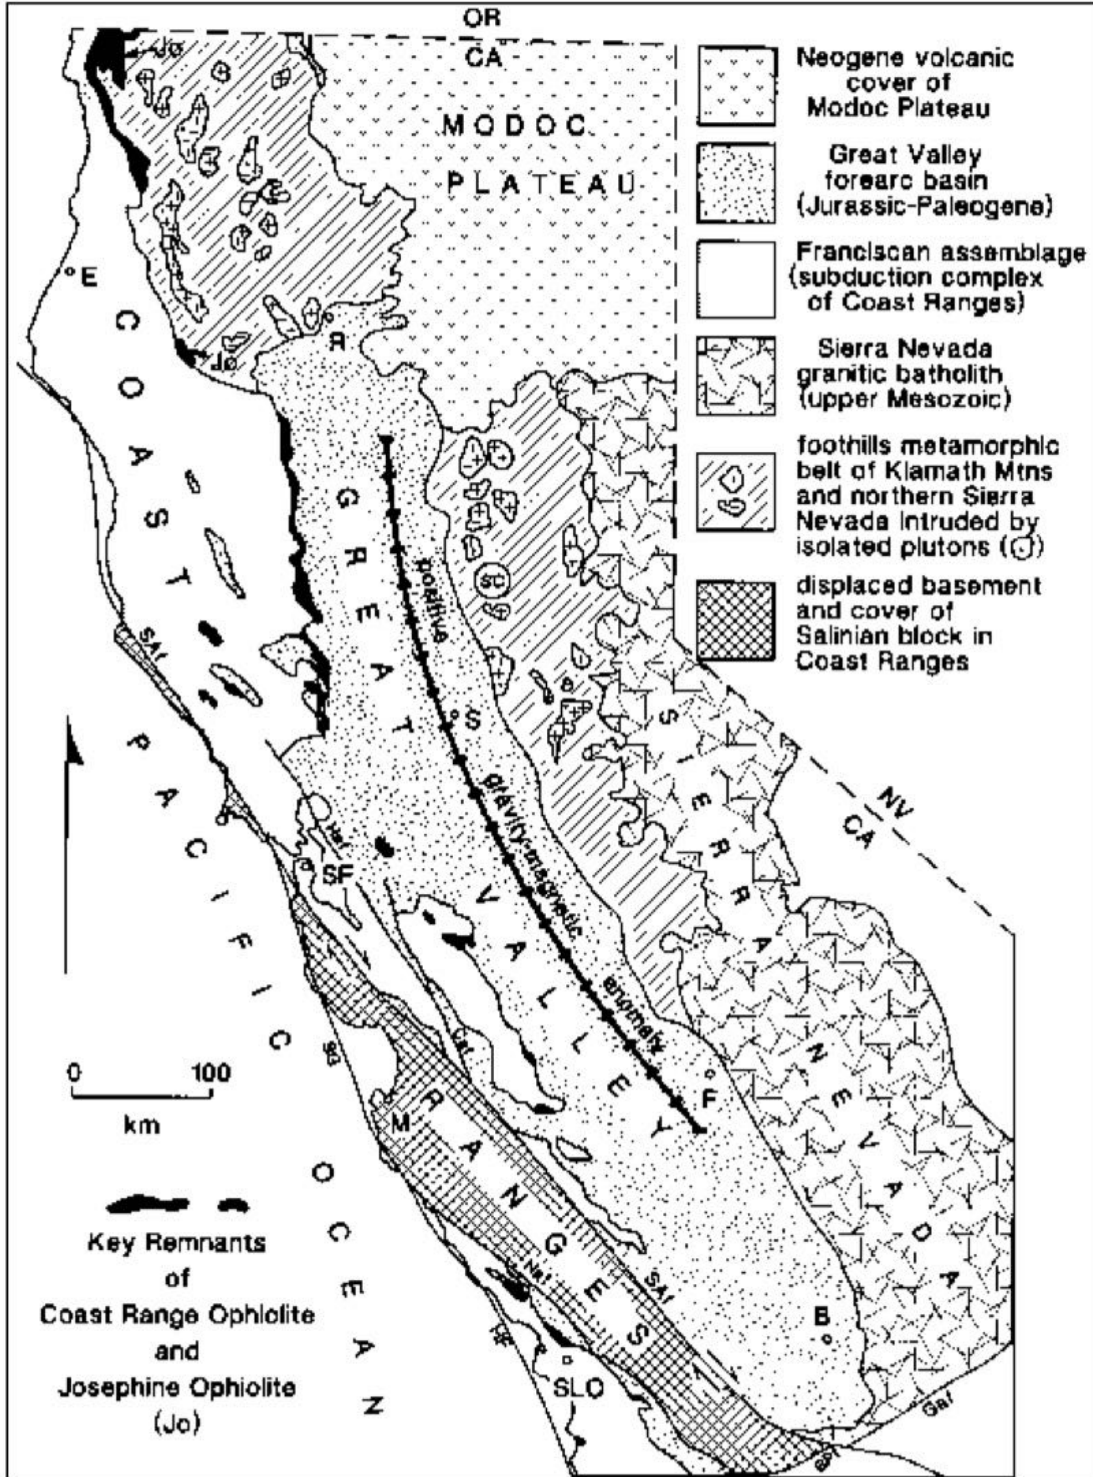 OR
CA
Jo
MODOC
PLATEAU
E
R
Jo
COAST
RANGES
GREAT
VALLEY
positive
gravity-magnetic
anomaly
SC
S
SIERRA
NEVADA
NV
CA
SAf
Haf
SF
PACIFIC
OCEAN
Caf
M
F
Naf
SAf
B
SLO
Gaf
0 100
km
Key Remnants
of
Coast Range Ophiolite
and
Josephine Ophiolite
(Jo)
Neogene volcanic
cover of
Modoc Plateau
Great Valley
forearc basin
(Jurassic-Paleogene)
Franciscan assemblage
(subduction complex
of Coast Ranges)
Sierra Nevada
granitic batholith
(upper Mesozoic)
foothills metamorphic
belt of Klamath Mtns
and northern Sierra
Nevada intruded by
isolated plutons
displaced basement
and cover of
Salinian block in
Coast Ranges